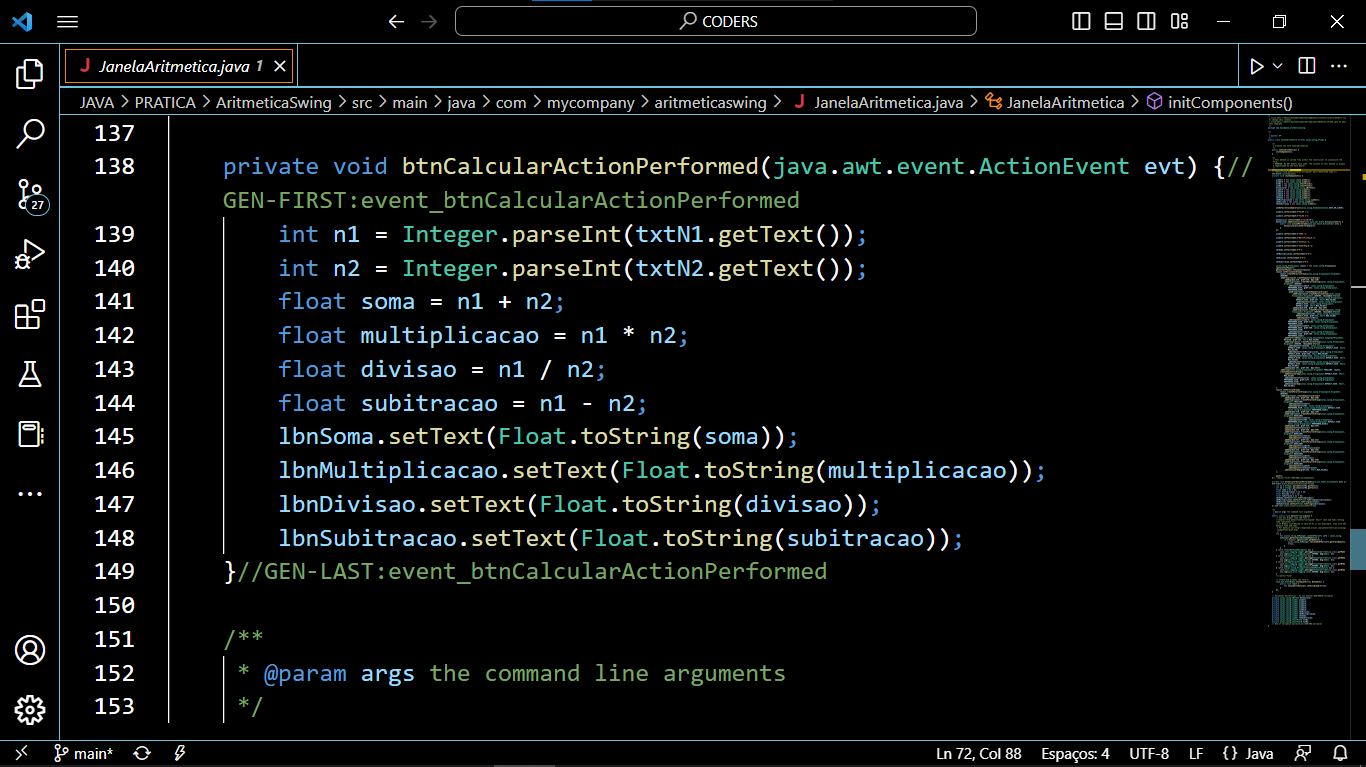 CODERS
JanelaAritmetica.java 1
JAVA > PRATICA > AritmeticaSwing > src > main > java > com > mycompany > aritmeticaswing > JanelaAritmetica.java > JanelaAritmetica > initComponents()
137
138 private void btnCalcularActionPerformed(java.awt.event.ActionEvent evt) {//
GEN-FIRST:event_btnCalcularActionPerformed
139 int n1 = Integer.parseInt(txtN1.getText());
140 int n2 = Integer.parseInt(txtN2.getText());
141 float soma = n1 + n2;
142 float multiplicacao = n1 * n2;
143 float divisao = n1 / n2;
144 float subitracao = n1 - n2;
145 lbnSoma.setText(Float.toString(soma));
146 lbnMultiplicacao.setText(Float.toString(multiplicacao));
147 lbnDivisao.setText(Float.toString(divisao));
148 lbnSubitracao.setText(Float.toString(subitracao));
149 }//GEN-LAST:event_btnCalcularActionPerformed
150
151 /**
152 * @param args the command line arguments
153 */
27
main* Ln 72, Col 88 Espaços: 4 UTF-8 LF {} Java